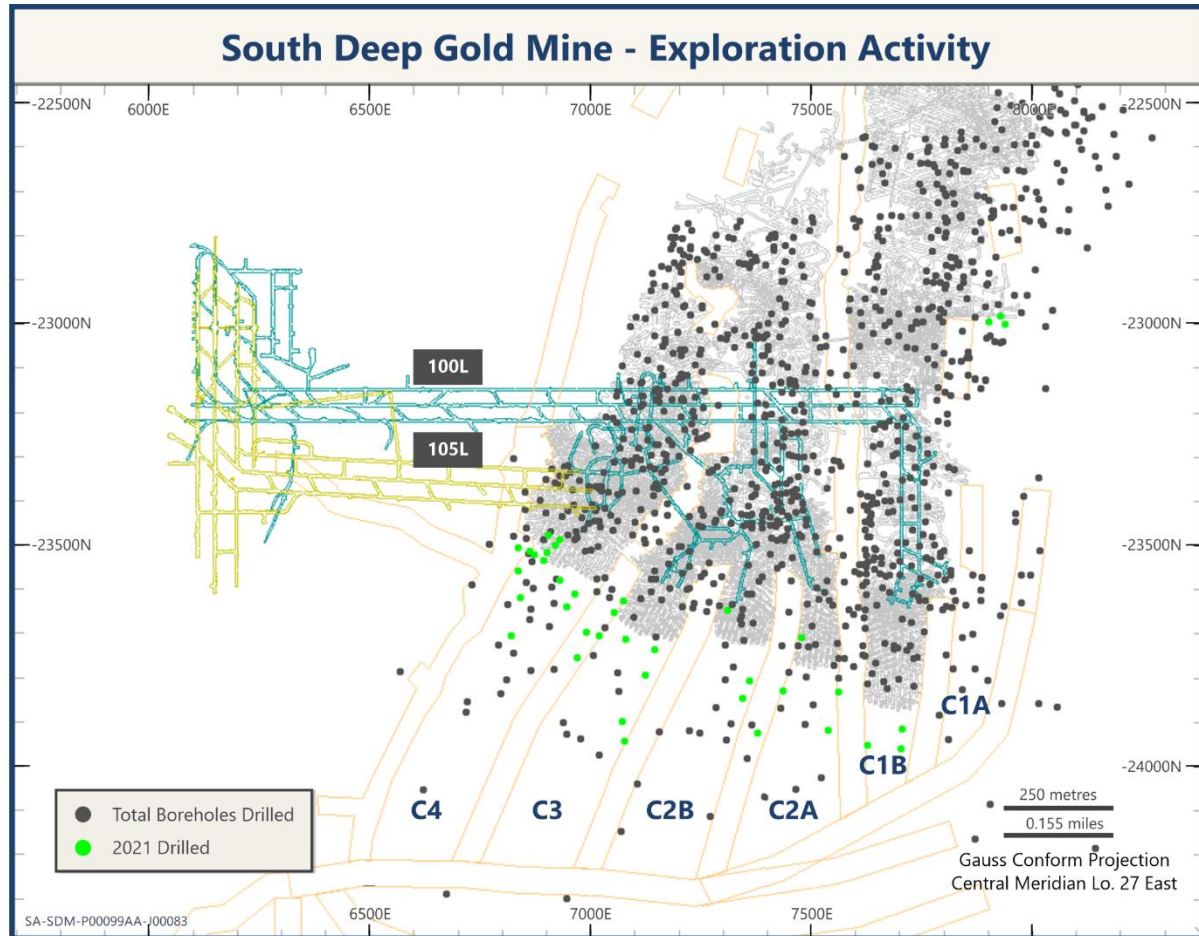 South Deep Gold Mine - Exploration Activity
6000E 6500E 7000E 7500E 8000E
-22500N -22500N
-23000N -23000N
100L
105L
-23500N -23500N
C1A
C1B
-24000N -24000N
C4 C3 C2B C2A
Total Boreholes Drilled
2021 Drilled
250 metres
0.155 miles
Gauss Conform Projection
Central Meridian Lo. 27 East
6500E 7000E 7500E
SA-SDM-P00099AA-J00083